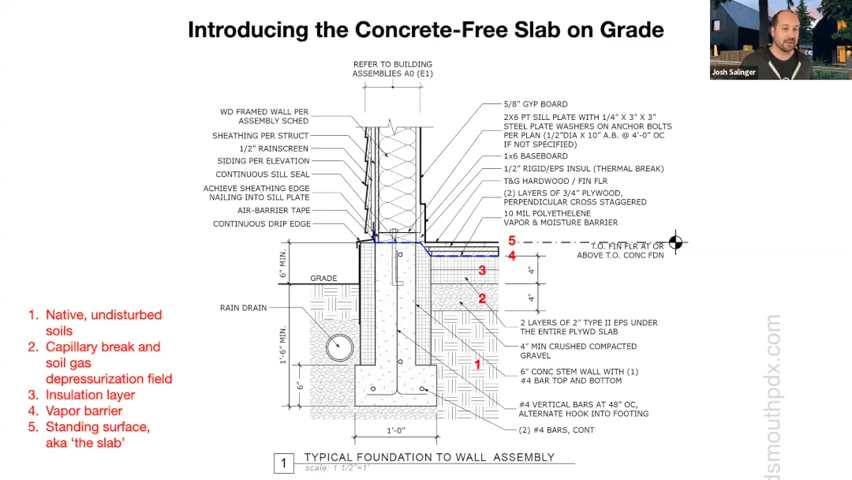 Introducing the Concrete-Free Slab on Grade
Josh Salinger
REFER TO BUILDING
ASSEMBLIES A0 (E1)
WD FRAMED WALL PER
ASSEMBLY SCHED
SHEATHING PER STRUCT
1/2" RAINSCREEN
SIDING PER ELEVATION
CONTINUOUS SILL SEAL
ACHIEVE SHEATHING EDGE
NAILING INTO SILL PLATE
AIR-BARRIER TAPE
CONTINUOUS DRIP EDGE
5/8" GYP BOARD
2X6 PT SILL PLATE WITH 1/4" X 3" X 3"
STEEL PLATE WASHERS ON ANCHOR BOLTS
PER PLAN (1/2"DIA X 10" A.B. @ 4'-0" OC
IF NOT SPECIFIED)
1x6 BASEBOARD
1/2" RIGID/EPS INSUL (THERMAL BREAK)
T&G HARDWOOD / FIN FLR
(2) LAYERS OF 3/4" PLYWOOD,
PERPENDICULAR CROSS STAGGERED
10 MIL POLYETHELENE
VAPOR & MOISTURE BARRIER
5
4
T.O. FIN FLR AT OR
ABOVE T.O. CONC FDN
6" MIN.
GRADE
3
4"
2
4"
RAIN DRAIN
1'-6" MIN.
6"
1
2 LAYERS OF 2" TYPE II EPS UNDER
THE ENTIRE PLYWD SLAB
4" MIN CRUSHED COMPACTED
GRAVEL
6" CONC STEM WALL WITH (1)
#4 BAR TOP AND BOTTOM
#4 VERTICAL BARS AT 48" OC,
ALTERNATE HOOK INTO FOOTING
(2) #4 BARS, CONT
1'-0"
1. Native, undisturbed
soils
2. Capillary break and
soil gas
depressurization field
3. Insulation layer
4. Vapor barrier
5. Standing surface,
aka 'the slab'
1
TYPICAL FOUNDATION TO WALL ASSEMBLY
scale: 1 1/2"=1'
dsmouthpdx.com